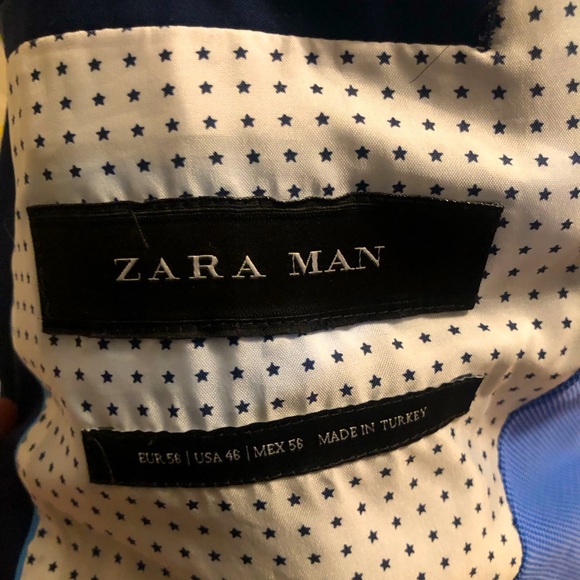 ZARA MAN
EUR 56 | USA 46 | MEX 56 MADE IN TURKEY